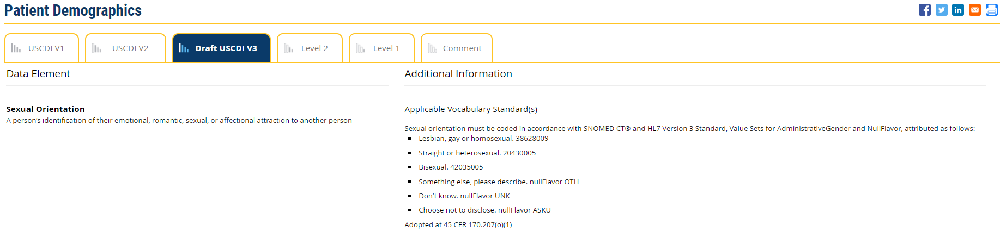 Patient Demographics
USCDI V1
USCDI V2
Draft USCDI V3
Level 2
Level 1
Comment
Data Element
Sexual Orientation
A person’s identification of their emotional, romantic, sexual, or affectional attraction to another person
Additional Information
Applicable Vocabulary Standard(s)
Sexual orientation must be coded in accordance with SNOMED CT® and HL7 Version 3 Standard, Value Sets for AdministrativeGender and NullFlavor, attributed as follows:
Lesbian, gay or homosexual. 38628009
Straight or heterosexual. 20430005
Bisexual. 42035005
Something else, please describe. nullFlavor OTH
Don't know. nullFlavor UNK
Choose not to disclose. nullFlavor ASKU
Adopted at 45 CFR 170.207(o)(1)